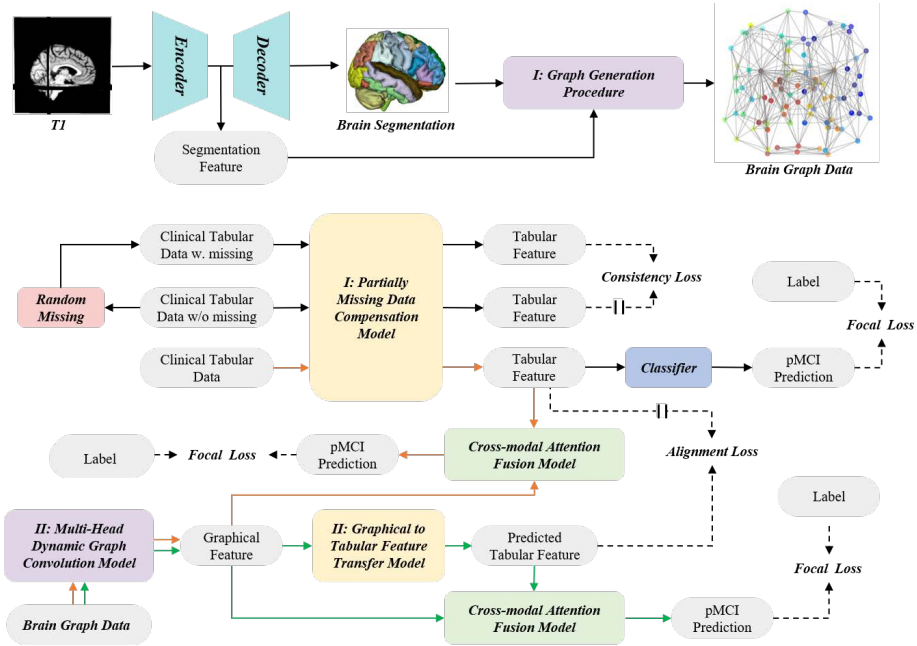 Encoder
Decoder
I: Graph Generation
Procedure
T1
Brain Segmentation
Segmentation
Feature
Brain Graph Data
Clinical Tabular
Data w. missing
Tabular
Feature
Consistency Loss
Random
Missing
Clinical Tabular
Data w/o missing
I: Partially
Missing Data
Compensation
Model
Tabular
Feature
Label
Focal Loss
Clinical Tabular
Data
Tabular
Feature
Classifier
pMCI
Prediction
Label
Focal Loss
pMCI
Prediction
Cross-modal Attention
Fusion Model
Alignment Loss
Label
II: Multi-Head
Dynamic Graph
Convolution Model
Graphical
Feature
II: Graphical to
Tabular Feature
Transfer Model
Predicted
Tabular Feature
Focal Loss
Brain Graph Data
Cross-modal Attention
Fusion Model
pMCI
Prediction